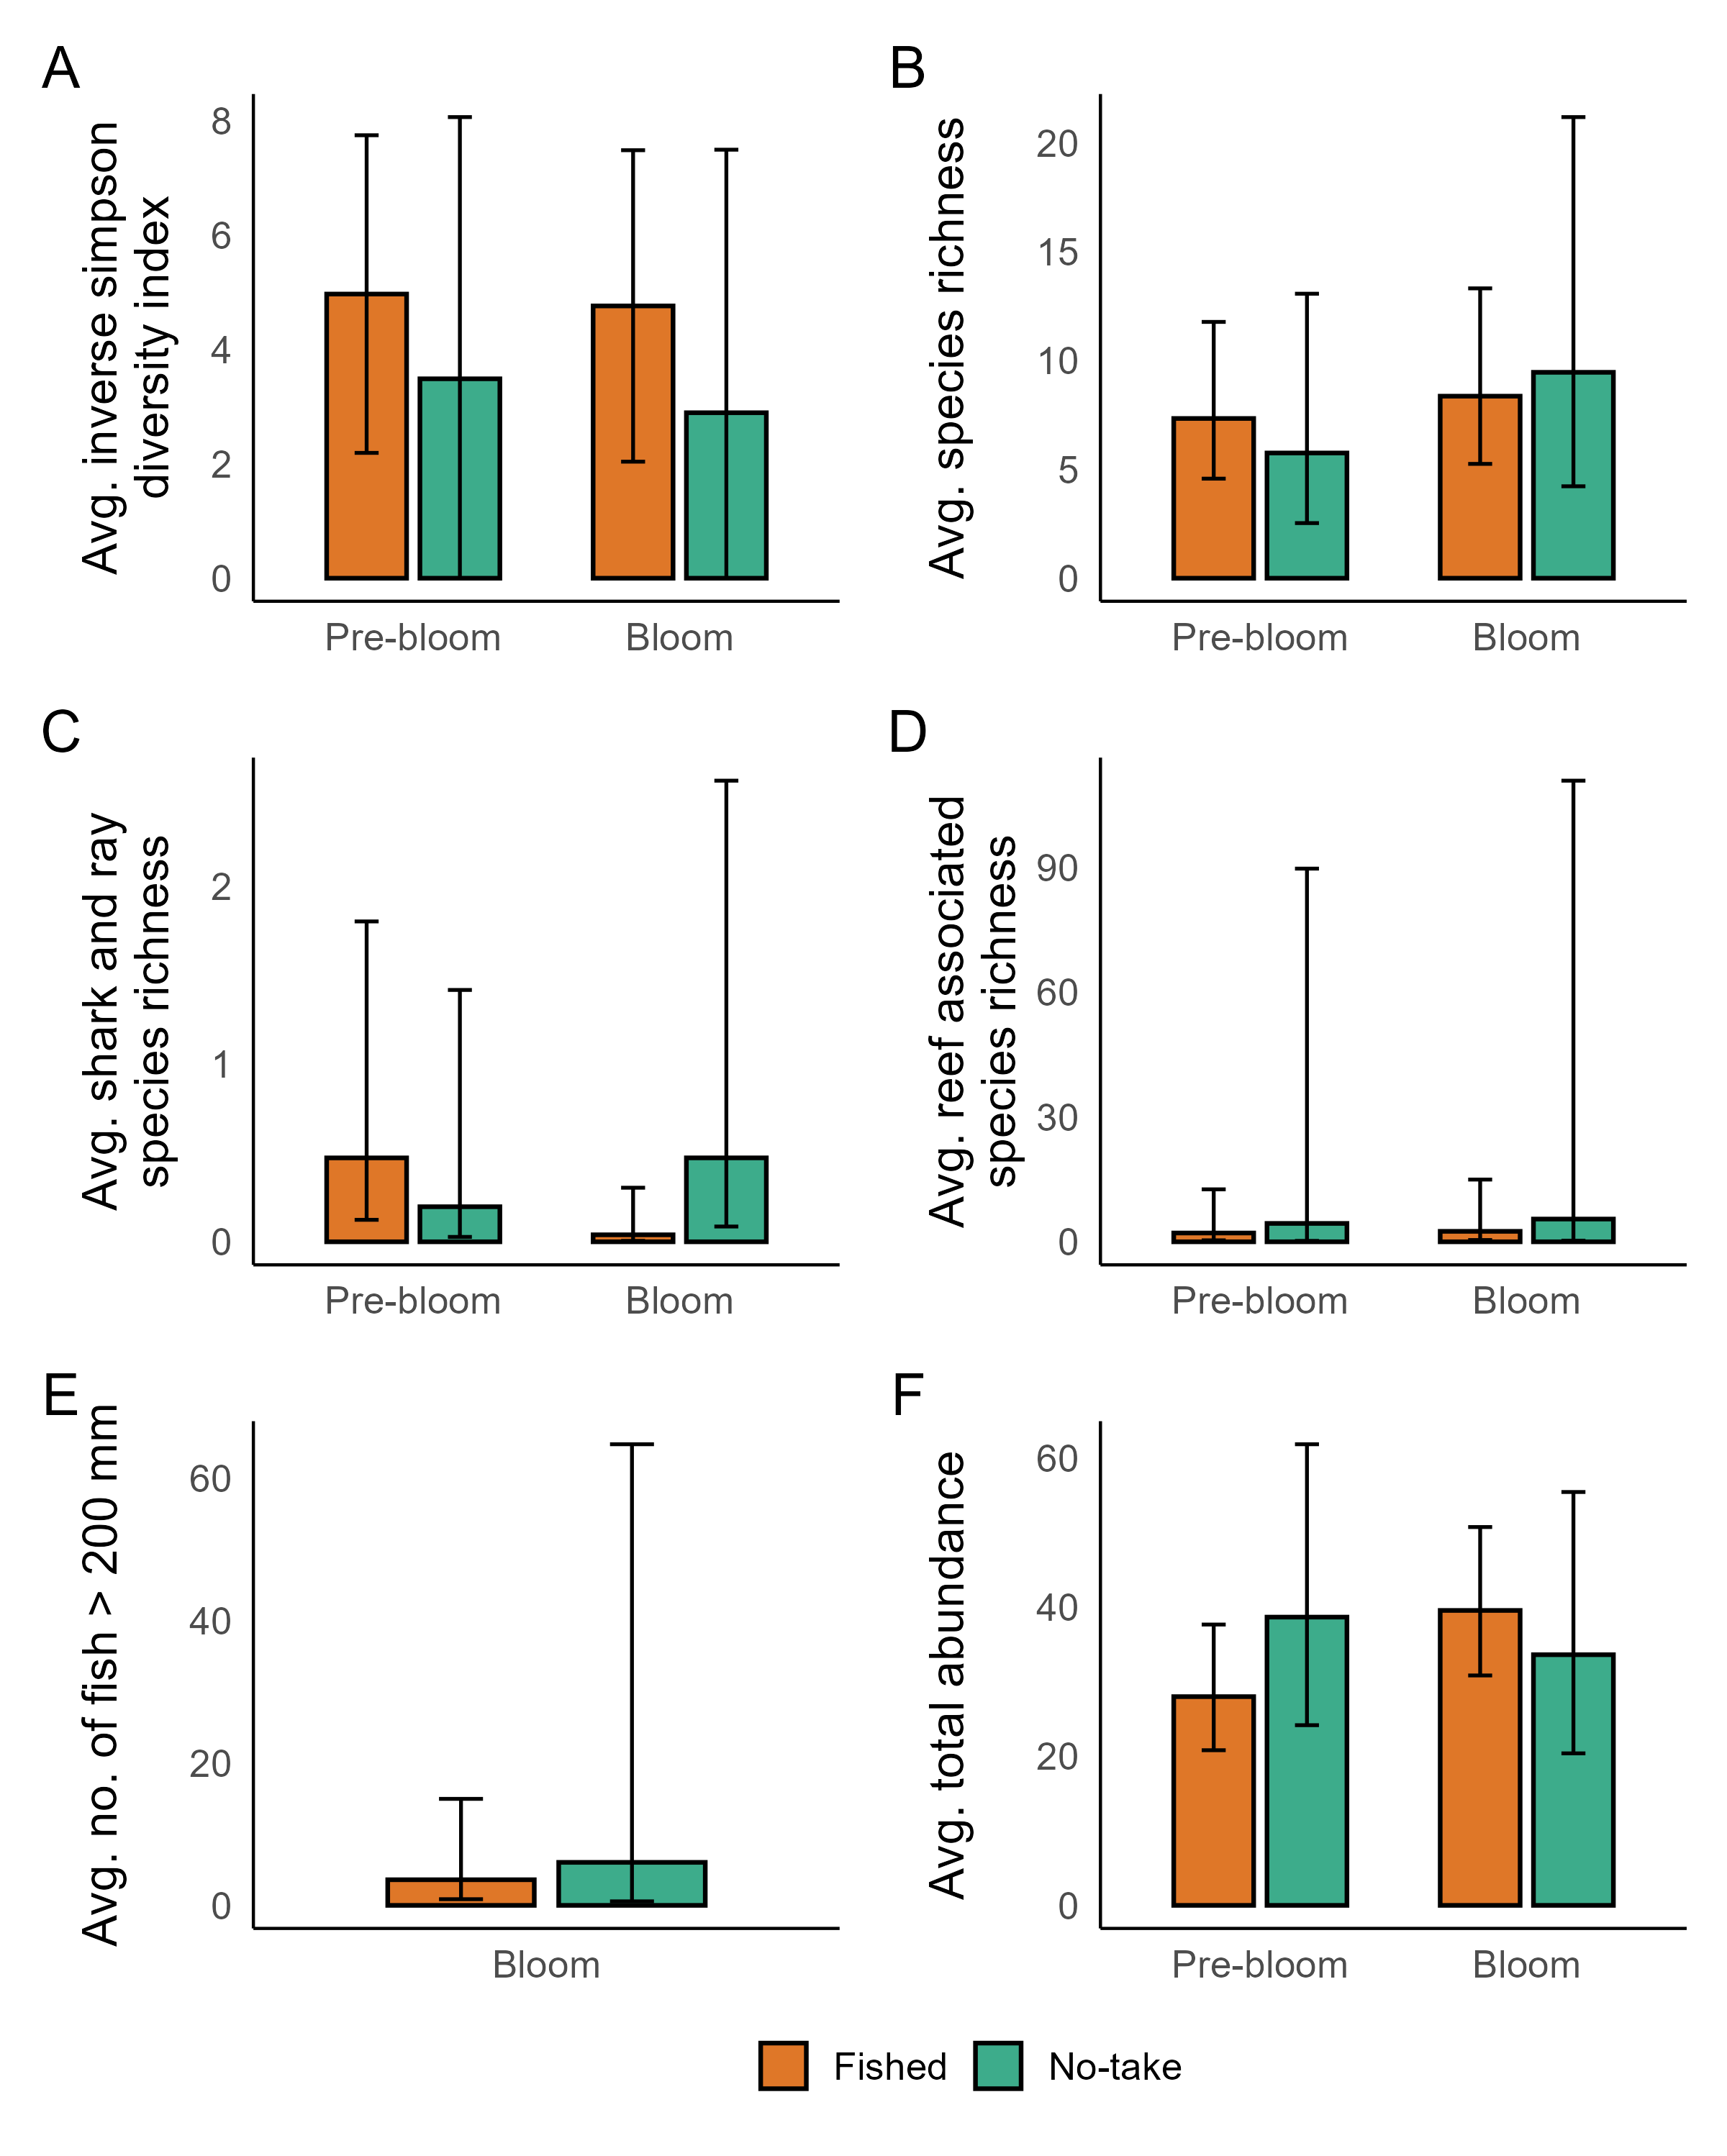 A
Avg. inverse simpson
diversity index
8
6
4
2
0
Pre-bloom
Bloom
B
Avg. species richness
20
15
10
5
0
Pre-bloom
Bloom
C
Avg. shark and ray
species richness
2
1
0
Pre-bloom
Bloom
D
Avg. reef associated
species richness
90
60
30
0
Pre-bloom
Bloom
E
Avg. no. of fish > 200 mm
60
40
20
0
Bloom
F
Avg. total abundance
60
40
20
0
Pre-bloom
Bloom
Fished
No-take